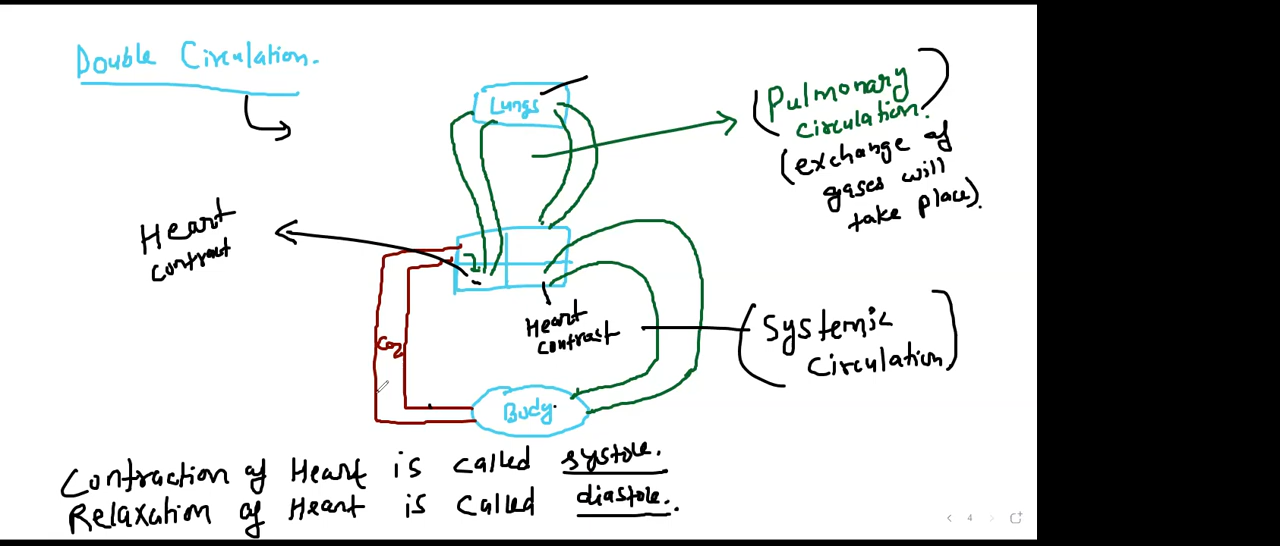 Double Circulation.
Lungs
(Pulmonary
circulation.)
(exchange of
gases will
take place).
Heart
contract
Heart
contract
CO2
(Systemic
Circulation)
Body
Contraction of Heart is called systole.
Relaxation of Heart is called diastole.
4